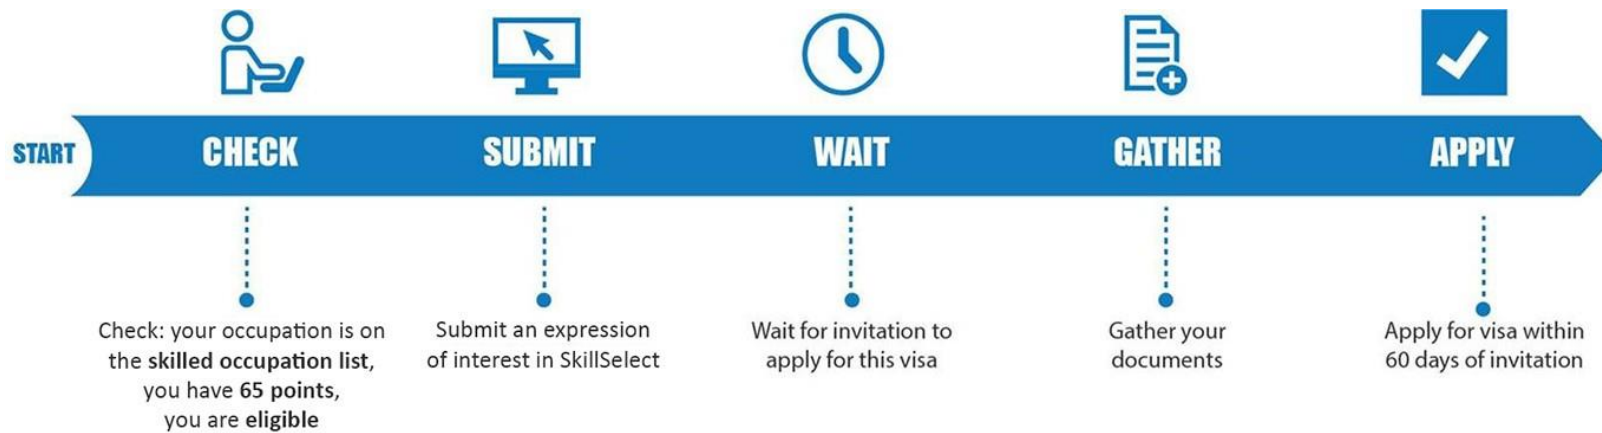 START
CHECK
SUBMIT
WAIT
GATHER
APPLY
Check: your occupation is on
the skilled occupation list,
you have 65 points,
you are eligible
Submit an expression
of interest in SkillSelect
Wait for invitation to
apply for this visa
Gather your
documents
Apply for visa within
60 days of invitation